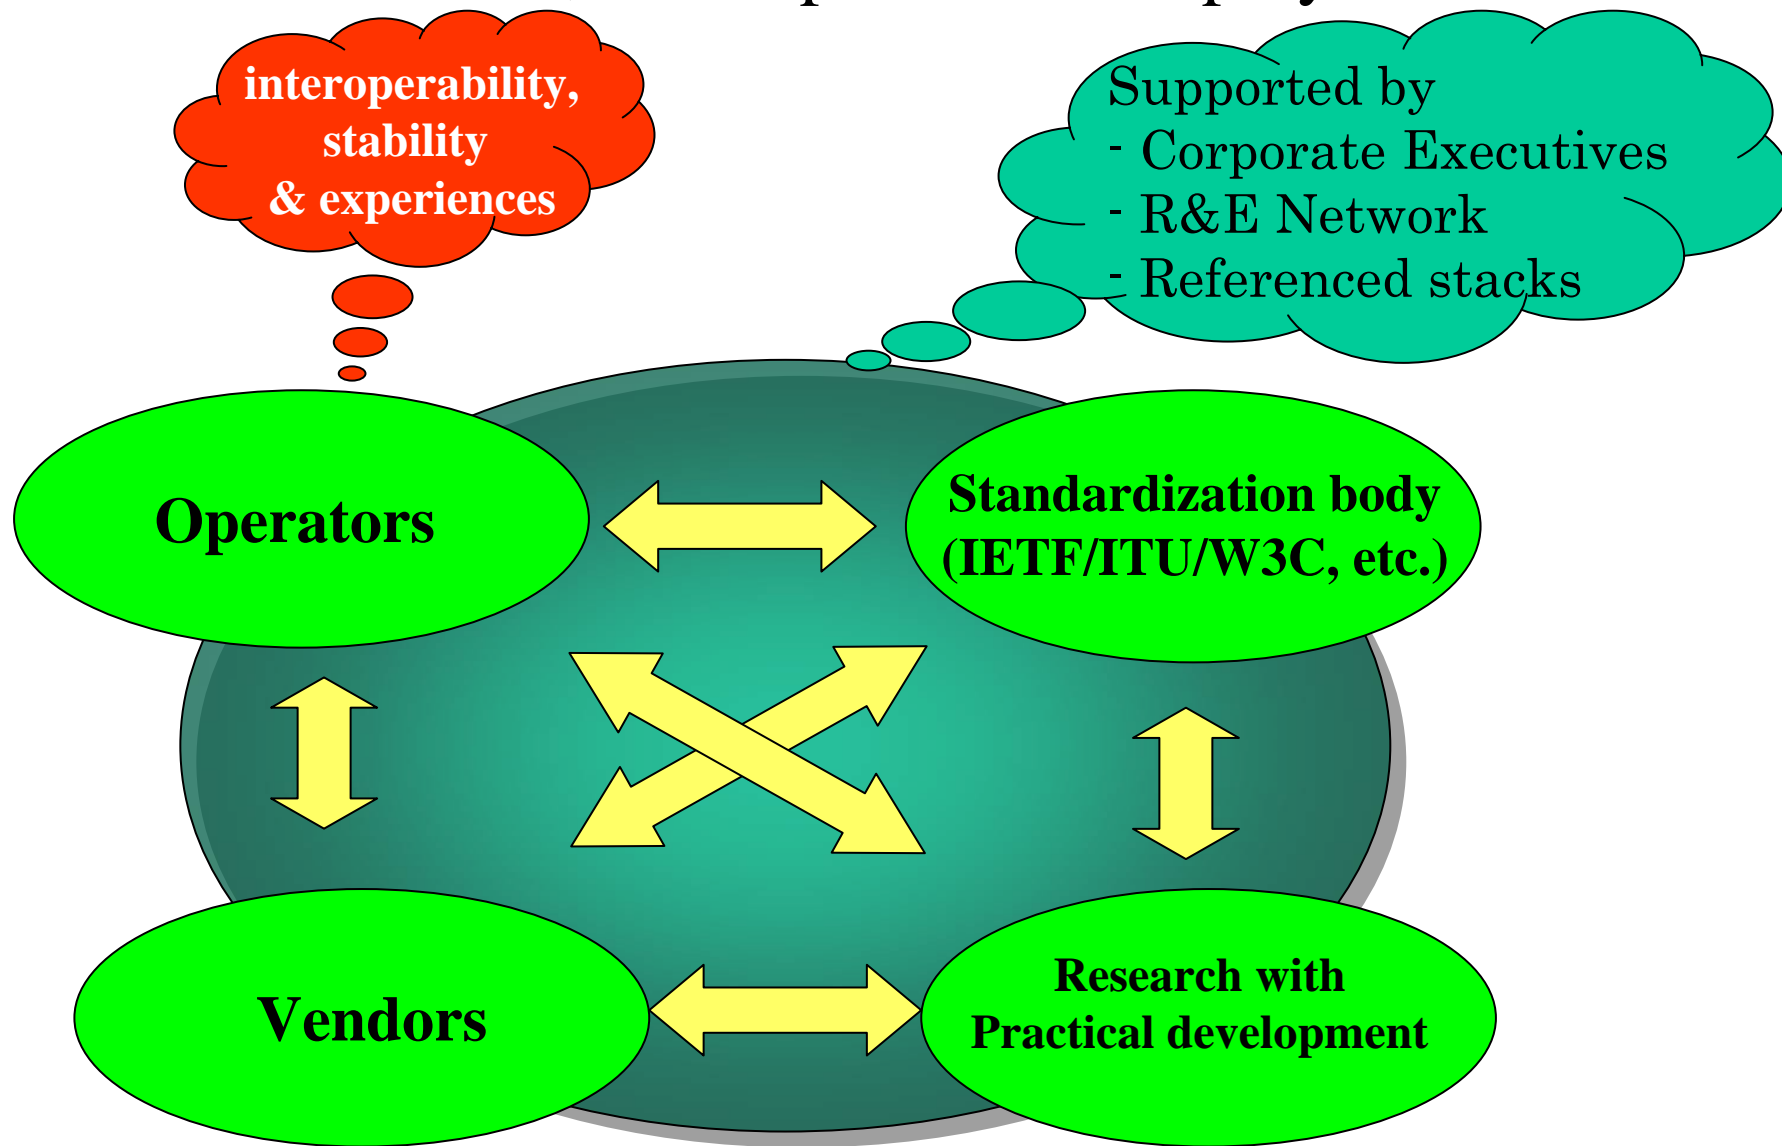 interoperability,
stability
& experiences
Supported by
- Corporate Executives
- R&E Network
- Referenced stacks
Operators
Standardization body
(IETF/ITU/W3C, etc.)
Vendors
Research with
Practical development